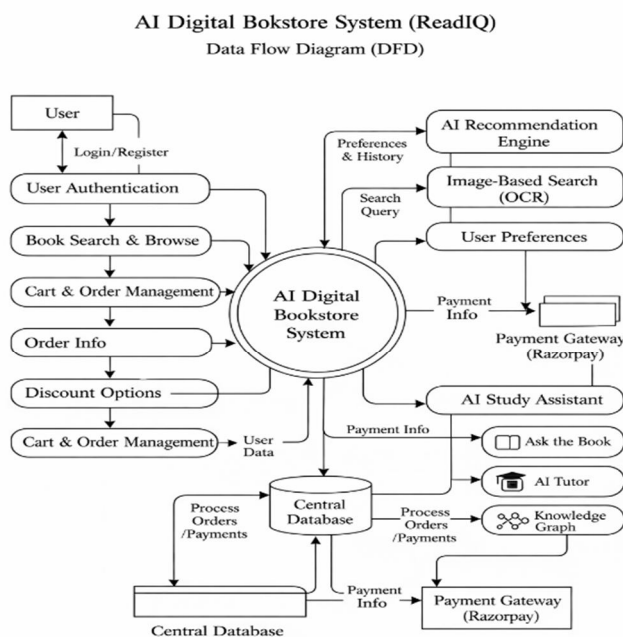 AI Digital Bokstore System (ReadIQ)
Data Flow Diagram (DFD)
User
Login/Register
User Authentication
Book Search & Browse
Cart & Order Management
Order Info
Discount Options
Cart & Order Management
User
Data
Preferences
& History
Search
Query
AI Digital
Bookstore
System
AI Recommendation
Engine
Image-Based Search
(OCR)
User Preferences
Payment
Info
Payment Gateway
(Razorpay)
AI Study Assistant
Payment Info
Ask the Book
AI Tutor
Knowledge
Graph
Process
Orders
/Payments
Central
Database
Process
Orders
/Payments
Payment
Info
Payment Gateway
(Razorpay)
Central Database